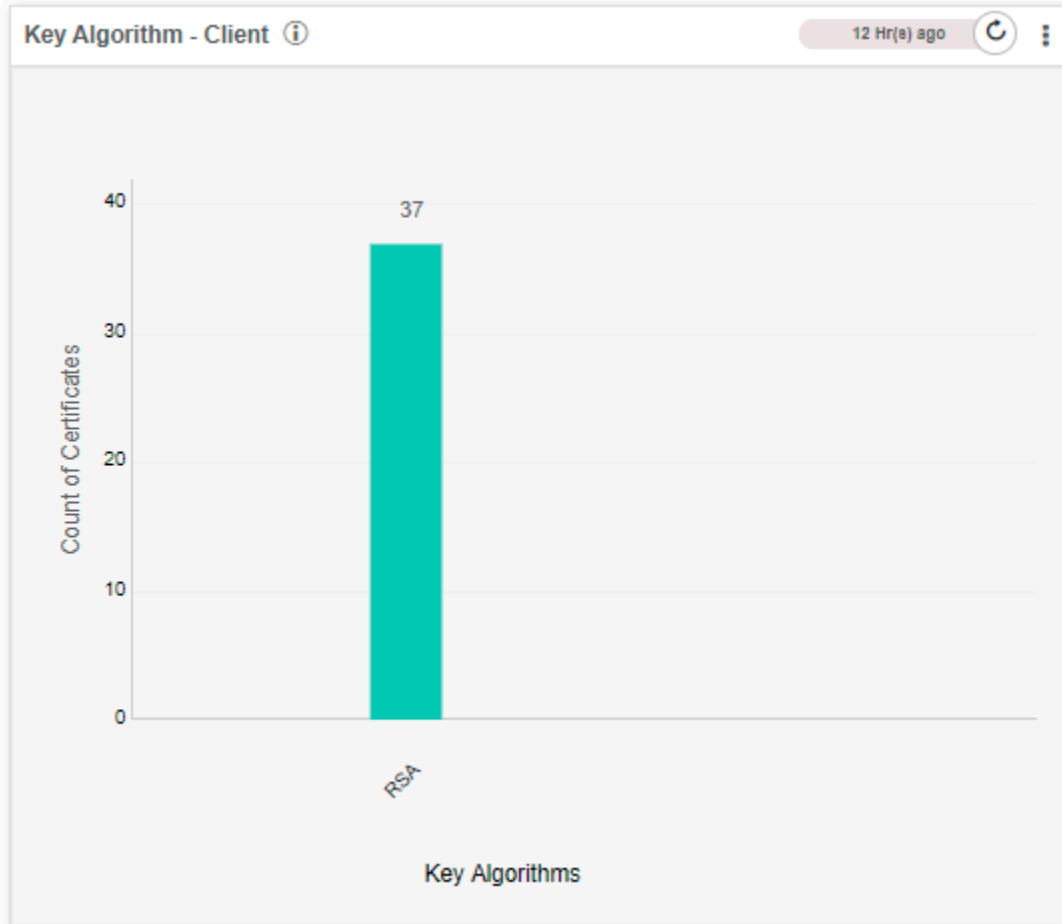 Key Algorithm - Client
12 Hr(s) ago
40
37
30
20
10
0
Count of Certificates
RSA
Key Algorithms